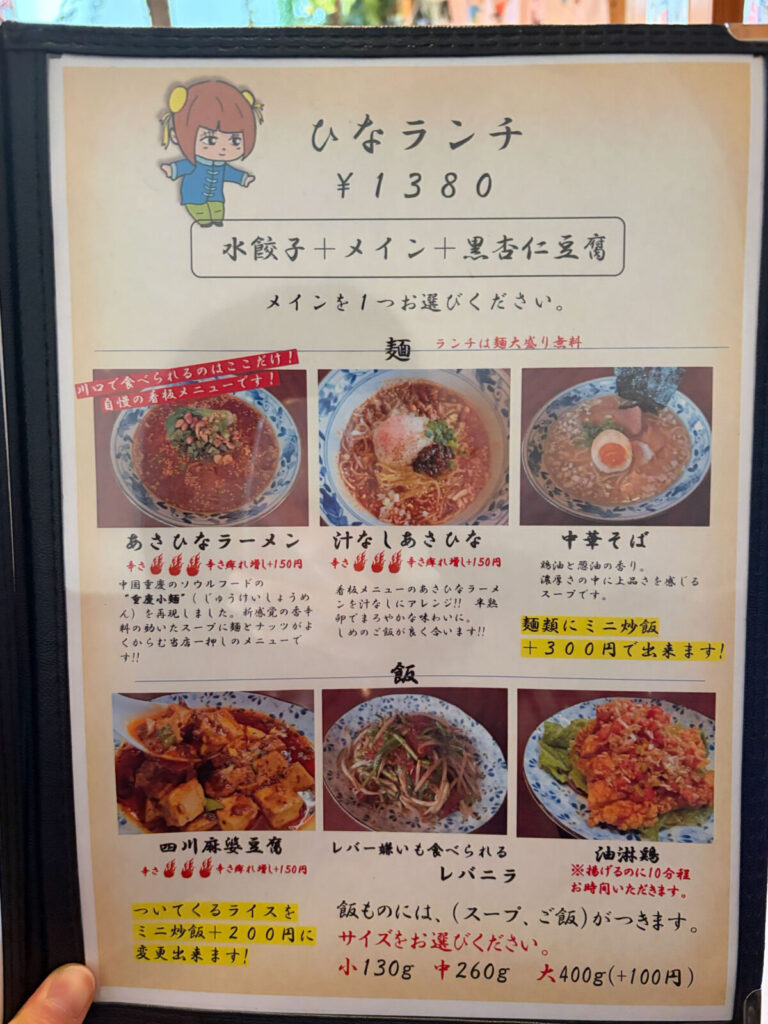 ひなランチ
¥1380
水餃子+メイン+黒杏仁豆腐
メインを1つお選びください。
麺
ランチは麺大盛り無料
川口で食べられるのはここだけ!
自慢の看板メニューです!
あさひなラーメン
辛さ 辛さ痺れ増し+150円
中国重慶のソウルフードの
"重慶小麺"(じゅうけいしょうめ
ん)を再現しました。新感覚の香辛
料の効いたスープに麺とナッツがよ
くからむ当店一押しのメニューで
す!!
汁なしあさひな
辛さ 辛さ痺れ増し+150円
看板メニューのあさひなラーメ
ンを汁なしにアレンジ!! 半熟
卵でまろやかな味わいに。
しめのご飯が良く合います!!
中華そば
鶏油と葱油の香り。
濃厚さの中に上品さを感じる
スープです。
麺類にミニ炒飯
+300円で出来ます!
飯
四川麻婆豆腐
辛さ 辛さ痺れ増し+150円
レバー嫌いも食べられる
レバニラ
油淋鶏
※揚げるのに10分程
お時間いただきます。
ついてくるライスを
ミニ炒飯+200円に
変更出来ます!
飯ものには、(スープ、ご飯)がつきます。
サイズをお選びください。
小130g 中260g 大400g(+100円)